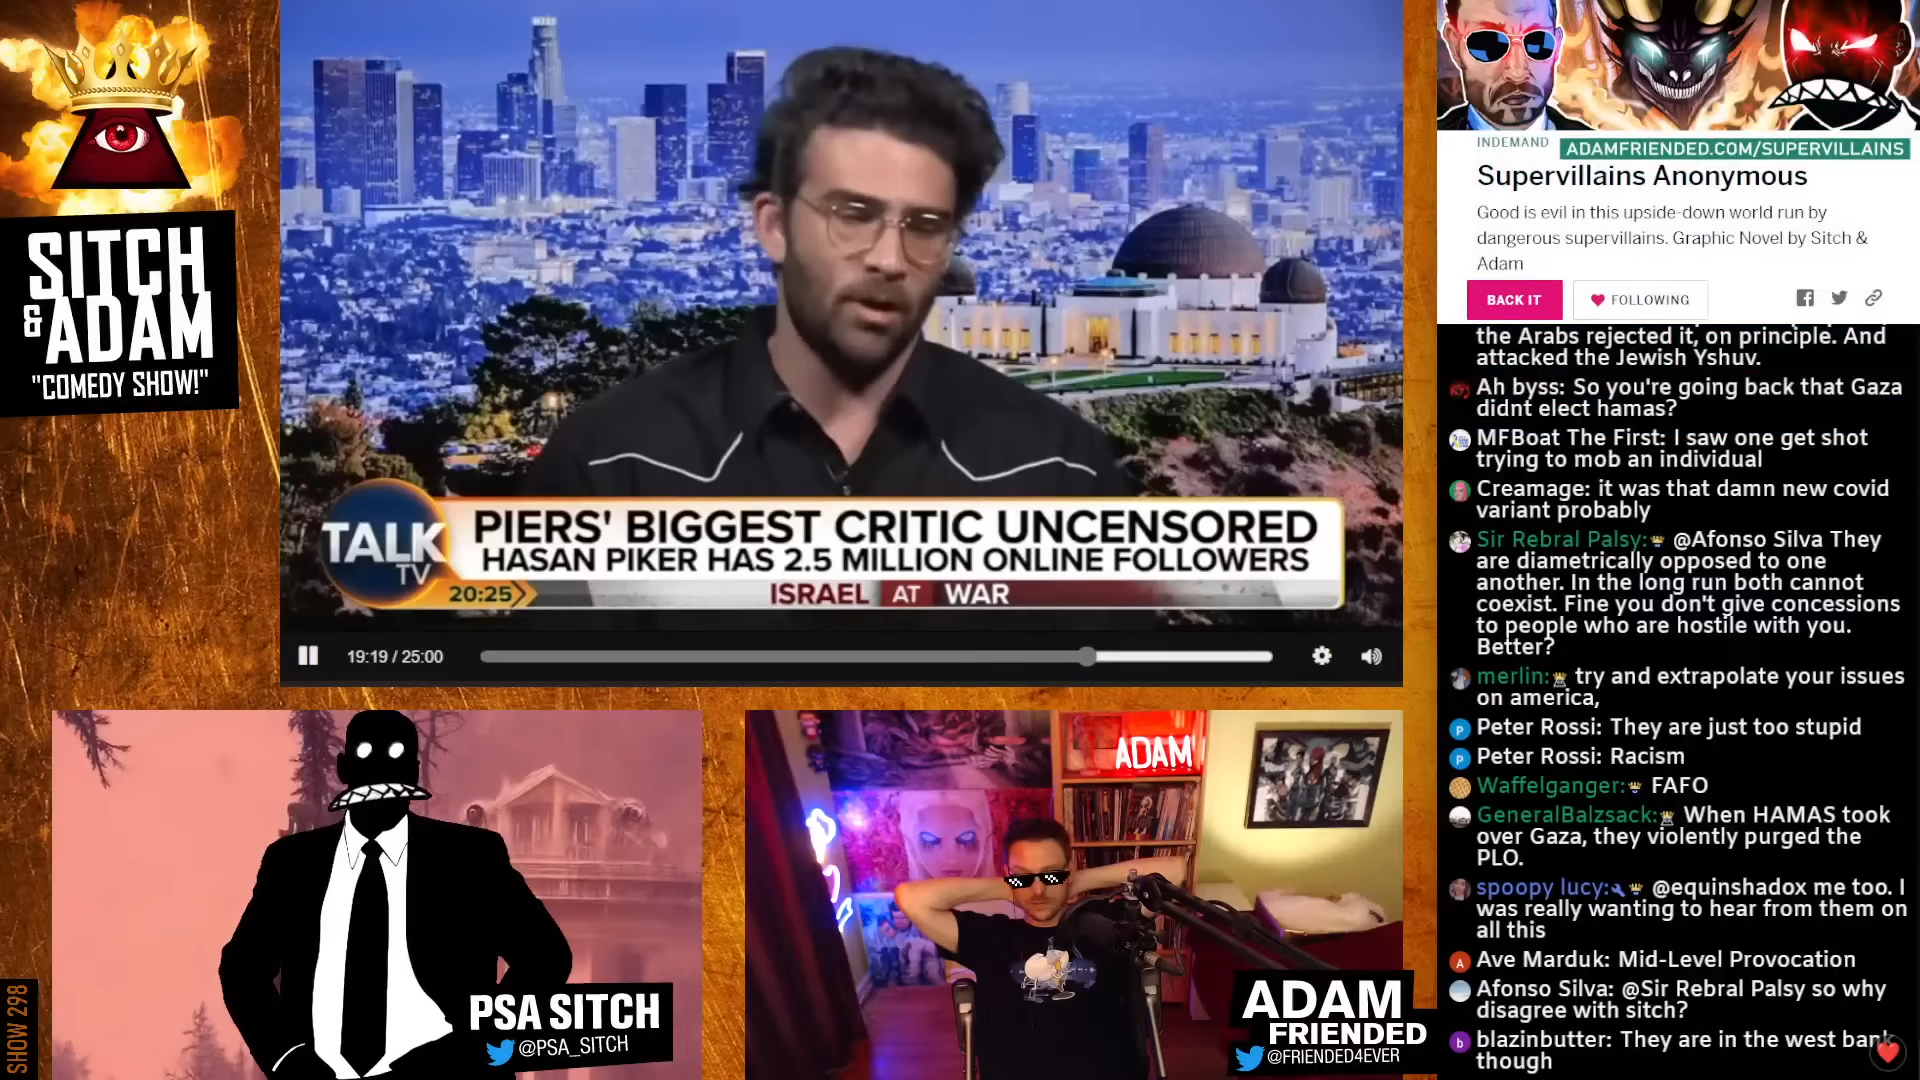 SITCH
& ADAM
"COMEDY SHOW!"
PIERS' BIGGEST CRITIC UNCENSORED
HASAN PIKER HAS 2.5 MILLION ONLINE FOLLOWERS
TALK
TV
20:25
ISRAEL AT WAR
19:19 / 25:00
INDEMAND
ADAMFRIENDED.COM/SUPERVILLAINS
Supervillains Anonymous
Good is evil in this upside-down world run by
dangerous supervillains. Graphic Novel by Sitch &
Adam
BACK IT
FOLLOWING
the Arabs rejected it, on principle. And
attacked the Jewish Yshuv.
Ah byss: So you're going back that Gaza
didnt elect hamas?
MFBoat The First: I saw one get shot
trying to mob an individual
Creamage: it was that damn new covid
variant probably
Sir Rebral Palsy: @Afonso Silva They
are diametrically opposed to one
another. In the long run both cannot
coexist. Fine you don't give concessions
to people who are hostile with you.
Better?
merlin: try and extrapolate your issues
on america,
P Peter Rossi: They are just too stupid
P Peter Rossi: Racism
Waffelganger: FAFO
GeneralBalzsack: When HAMAS took
over Gaza, they violently purged the
PLO.
spoopy lucy: @equinshadox me too. I
was really wanting to hear from them on
all this
A Ave Marduk: Mid-Level Provocation
Afonso Silva: @Sir Rebral Palsy so why
disagree with sitch?
b blazinbutter: They are in the west bank
though
ADAM
PSA SITCH
@PSA_SITCH
ADAM
FRIENDED
@FRIENDED4EVER
SHOW 298